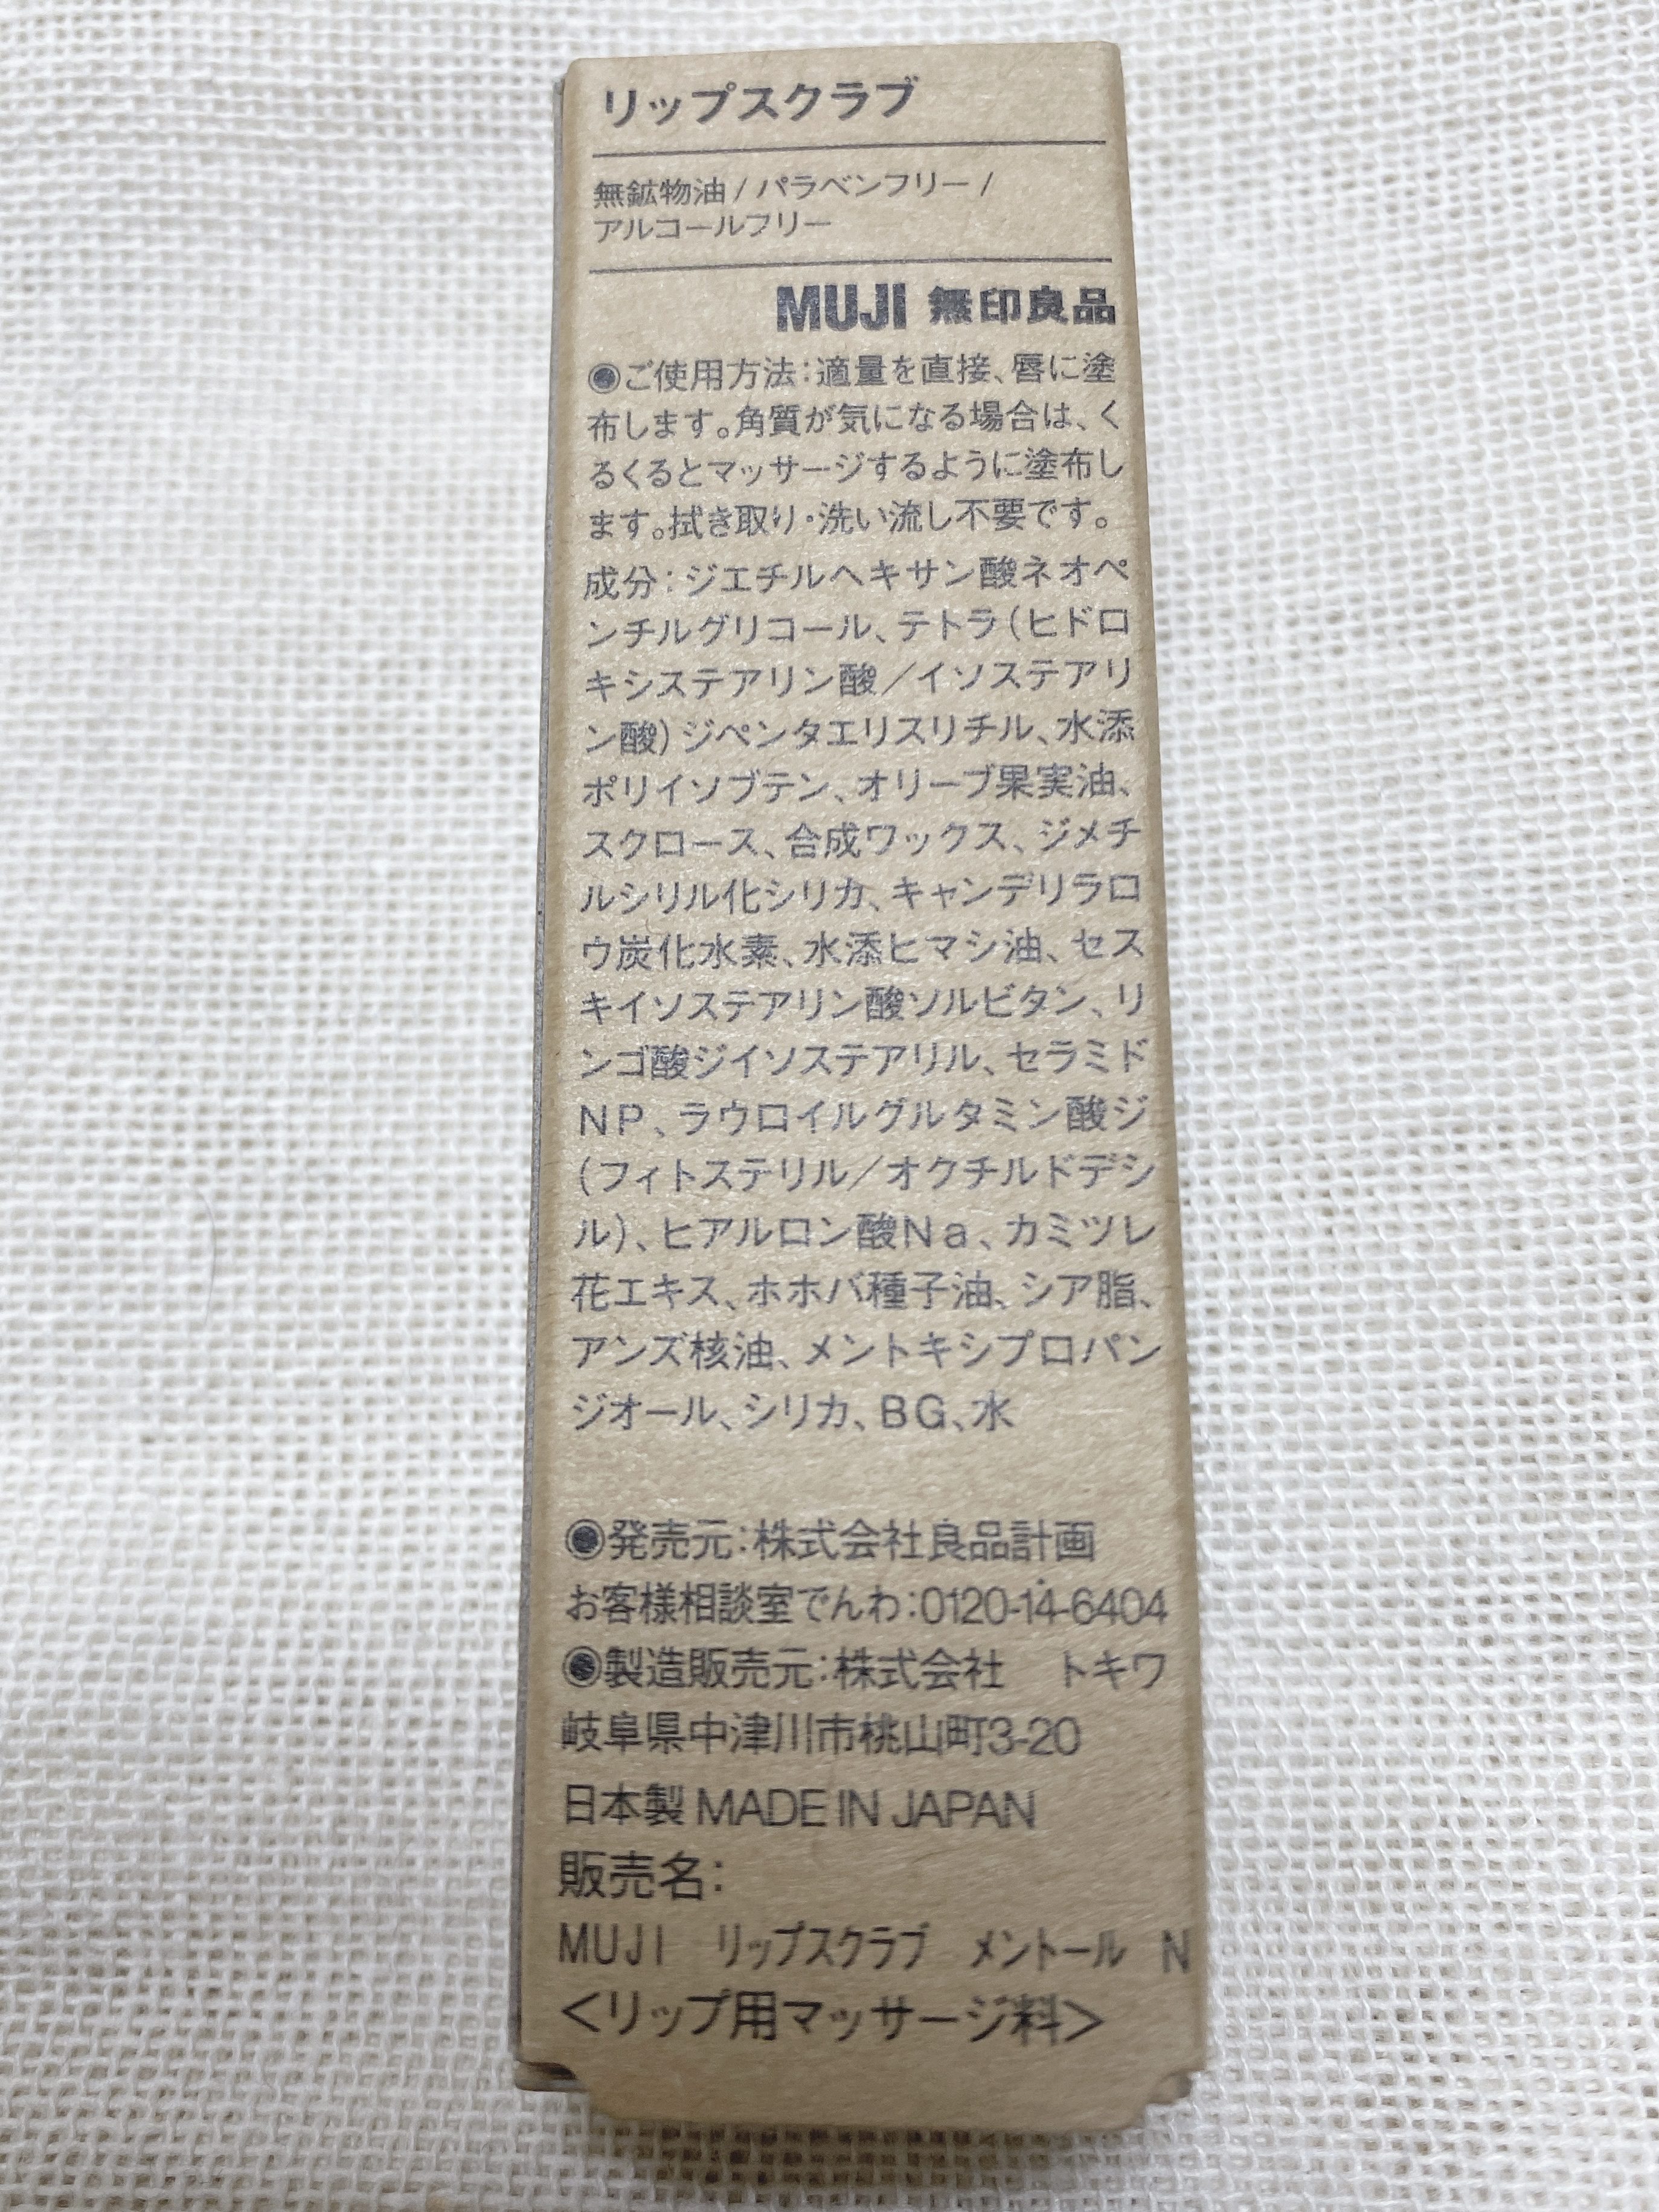 リップスクラブ
無鉱物油/パラベンフリー/
アルコールフリー
MUJI 無印良品
◉ご使用方法:適量を直接、唇に塗
布します。角質が気になる場合は、く
るくるとマッサージするように塗布し
ます。拭き取り・洗い流し不要です。
成分:ジエチルヘキサン酸ネオペ
ンチルグリコール、テトラ(ヒドロ
キシステアリン酸/イソステアリ
ン酸)ジペンタエリスリチル、水添
ポリイソブテン、オリーブ果実油、
スクロース、合成ワックス、ジメチ
ルシリル化シリカ、キャンデリラロ
ウ炭化水素、水添ヒマシ油、セス
キイソステアリン酸ソルビタン、リ
ンゴ酸ジイソステアリル、セラミド
NP、ラウロイルグルタミン酸ジ
(フィトステリル/オクチルドデシ
ル)、ヒアルロン酸Na、カミツレ
花エキス、ホホバ種子油、シア脂、
アンズ核油、メントキシプロパン
ジオール、シリカ、BG、水
◉発売元:株式会社良品計画
お客様相談室でんわ:0120-14-6404
◉製造販売元:株式会社　トキワ
岐阜県中津川市桃山町3-20
日本製 MADE IN JAPAN
販売名:
MUJI　リップスクラブ　メントール　N
<リップ用マッサージ料>